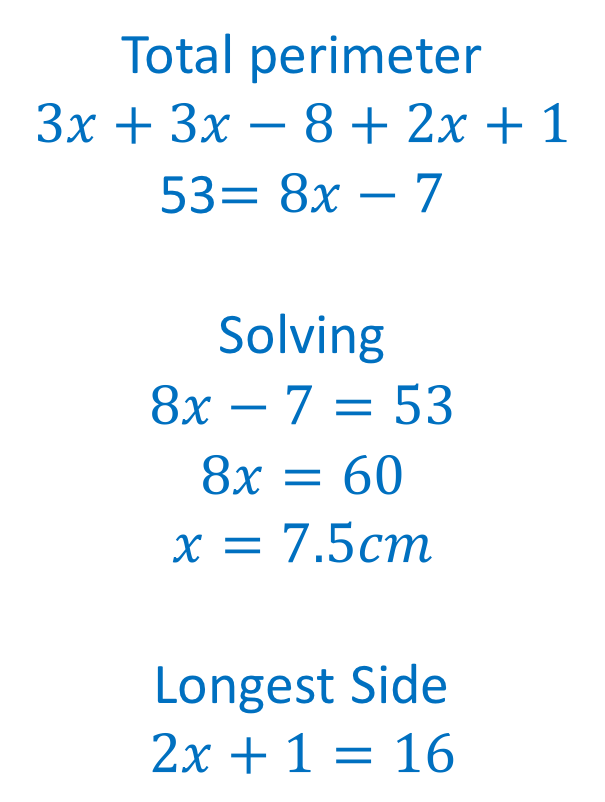 Total perimeter
3x + 3x − 8 + 2x + 1
53= 8x − 7
Solving
8x − 7 = 53
8x = 60
x = 7.5cm
Longest Side
2x + 1 = 16